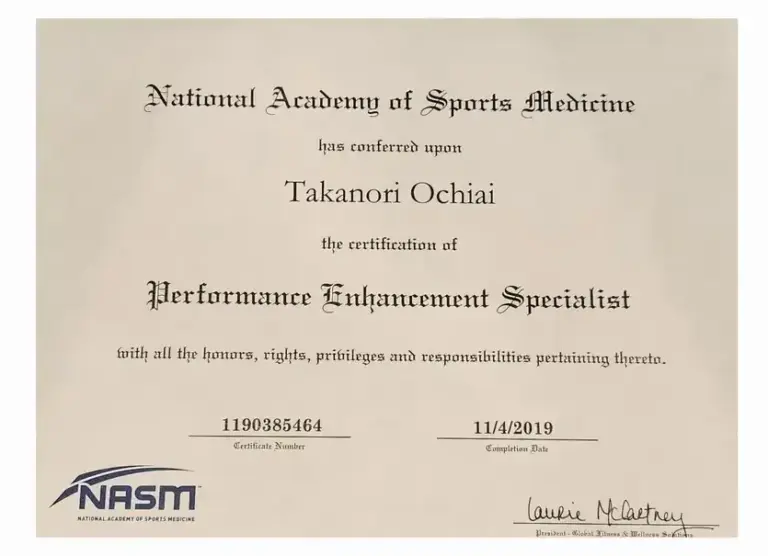 National Academy of Sports Medicine
has conferred upon
Takanori Ochiai
the certification of
Performance Enhancement Specialist
with all the honors, rights, privileges and responsibilities pertaining thereto.
1190385464
Certificate Number
11/4/2019
Completion Date
NASM
NATIONAL ACADEMY OF SPORTS MEDICINE
Laurie McCartney
President - Global Fitness & Wellness Solutions